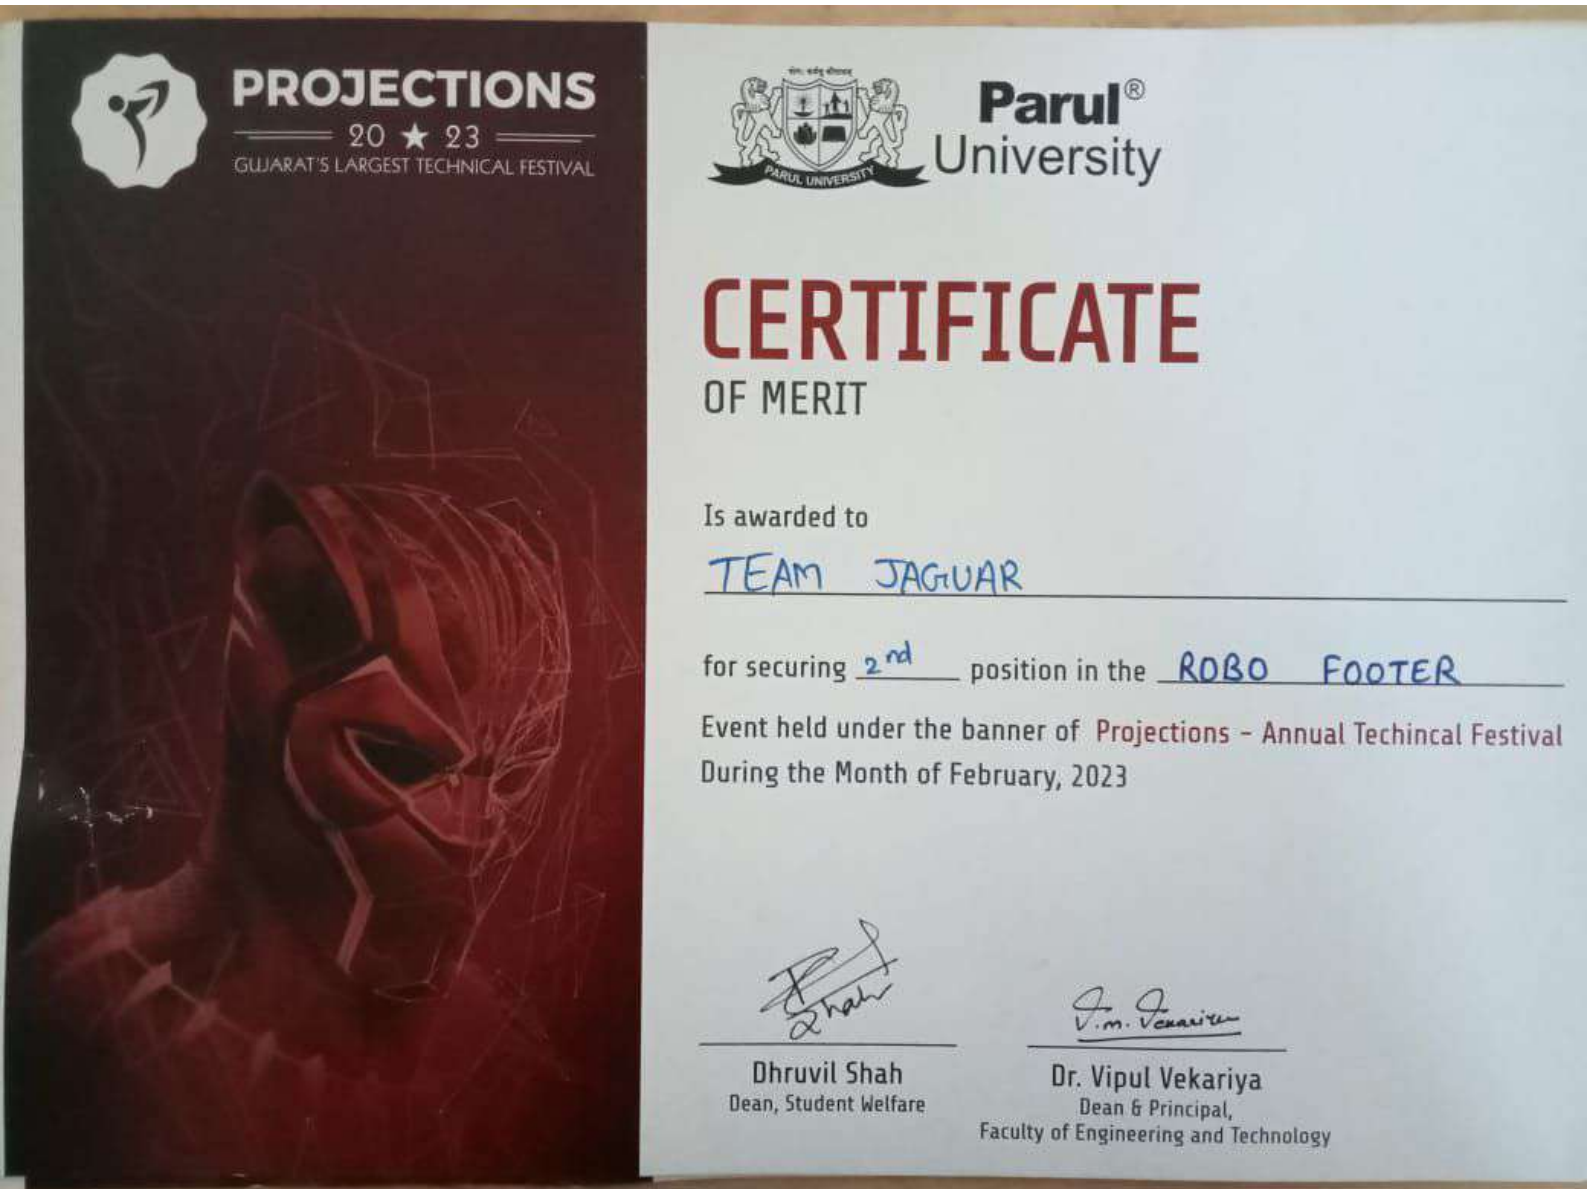 PROJECTIONS
20 ★ 23
GUJARAT'S LARGEST TECHNICAL FESTIVAL
PARUL UNIVERSITY
Parul®
University
CERTIFICATE
OF MERIT
Is awarded to
TEAM JAGUAR
for securing 2nd position in the ROBO FOOTER
Event held under the banner of Projections - Annual Techincal Festival
During the Month of February, 2023
Shah
V.m. Vekariya
Dhruvil Shah
Dean, Student Welfare
Dr. Vipul Vekariya
Dean & Principal,
Faculty of Engineering and Technology